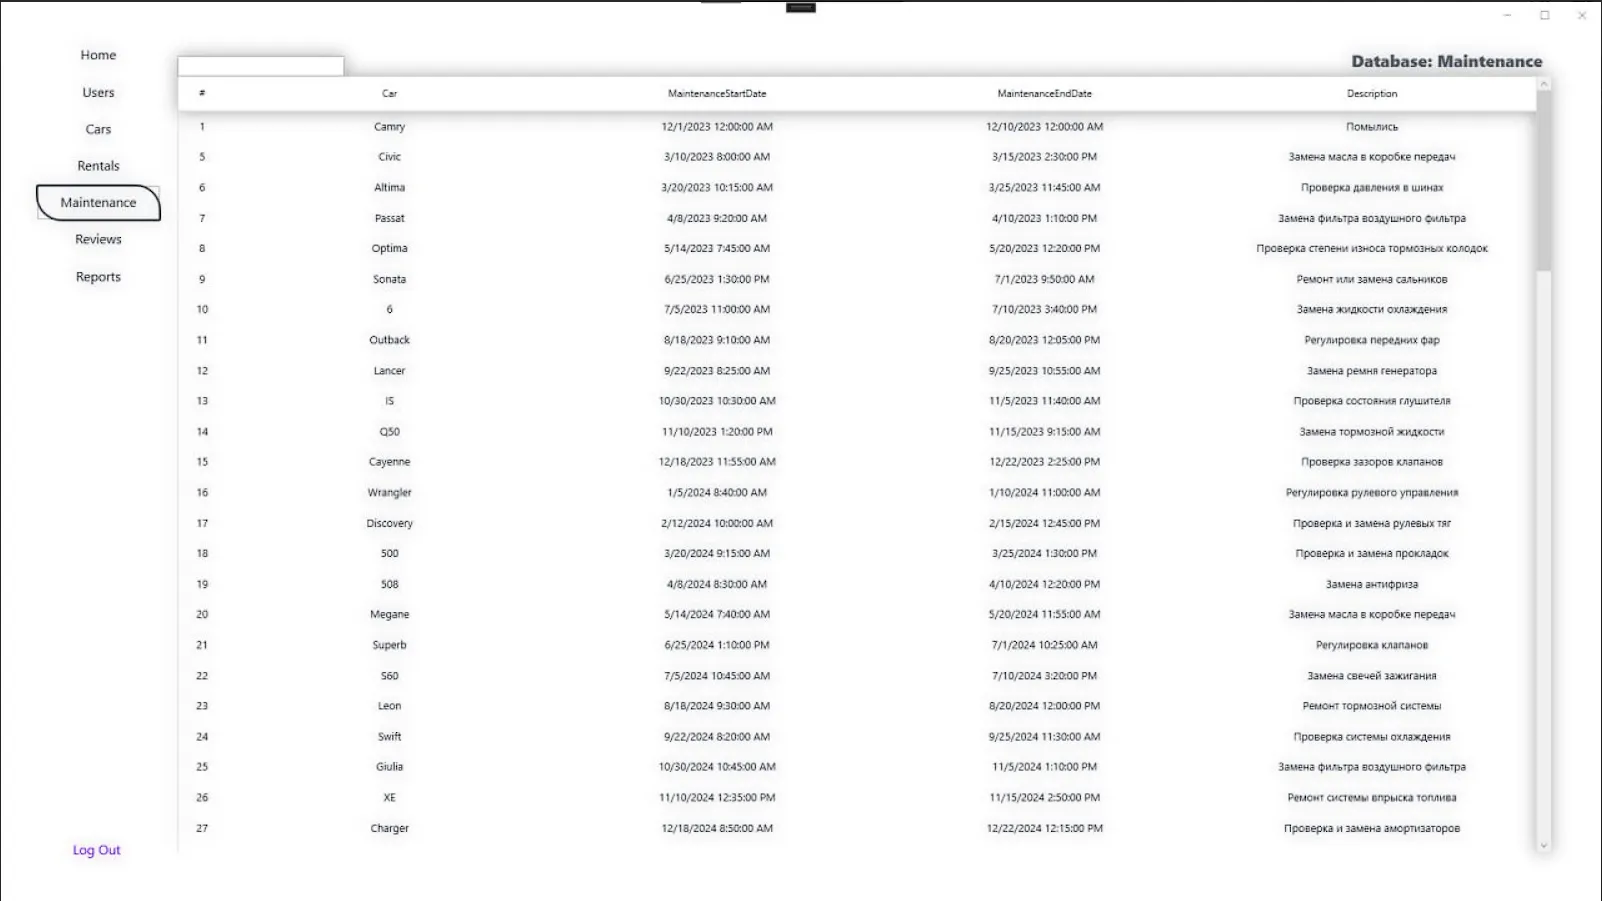 Home
Users
Cars
Rentals
Maintenance
Reviews
Reports
Log Out
Database: Maintenance
# Car MaintenanceStartDate MaintenanceEndDate Description
1 Camry 12/1/2023 12:00:00 AM 12/10/2023 12:00:00 AM Помылись
5 Civic 3/10/2023 8:00:00 AM 3/15/2023 2:30:00 PM Замена масла в коробке передач
6 Altima 3/20/2023 10:15:00 AM 3/25/2023 11:45:00 AM Проверка давления в шинах
7 Passat 4/8/2023 9:20:00 AM 4/10/2023 1:10:00 PM Замена фильтра воздушного фильтра
8 Optima 5/14/2023 7:45:00 AM 5/20/2023 12:20:00 PM Проверка степени износа тормозных колодок
9 Sonata 6/25/2023 1:30:00 PM 7/1/2023 9:50:00 AM Ремонт или замена сальников
10 6 7/5/2023 11:00:00 AM 7/10/2023 3:40:00 PM Замена жидкости охлаждения
11 Outback 8/18/2023 9:10:00 AM 8/20/2023 12:05:00 PM Регулировка передних фар
12 Lancer 9/22/2023 8:25:00 AM 9/25/2023 10:55:00 AM Замена ремня генератора
13 IS 10/30/2023 10:30:00 AM 11/5/2023 11:40:00 AM Проверка состояния глушителя
14 Q50 11/10/2023 1:20:00 PM 11/15/2023 9:15:00 AM Замена тормозной жидкости
15 Cayenne 12/18/2023 11:55:00 AM 12/22/2023 2:25:00 PM Проверка зазоров клапанов
16 Wrangler 1/5/2024 8:40:00 AM 1/10/2024 11:00:00 AM Регулировка рулевого управления
17 Discovery 2/12/2024 10:00:00 AM 2/15/2024 12:45:00 PM Проверка и замена рулевых тяг
18 500 3/20/2024 9:15:00 AM 3/25/2024 1:30:00 PM Проверка и замена прокладок
19 508 4/8/2024 8:30:00 AM 4/10/2024 12:20:00 PM Замена антифриза
20 Megane 5/14/2024 7:40:00 AM 5/20/2024 11:55:00 AM Замена масла в коробке передач
21 Superb 6/25/2024 1:10:00 PM 7/1/2024 10:25:00 AM Регулировка клапанов
22 S60 7/5/2024 10:45:00 AM 7/10/2024 3:20:00 PM Замена свечей зажигания
23 Leon 8/18/2024 9:30:00 AM 8/20/2024 12:00:00 PM Ремонт тормозной системы
24 Swift 9/22/2024 8:20:00 AM 9/25/2024 11:30:00 AM Проверка системы охлаждения
25 Giulia 10/30/2024 10:45:00 AM 11/5/2024 1:10:00 PM Замена фильтра воздушного фильтра
26 XE 11/10/2024 12:35:00 PM 11/15/2024 2:50:00 PM Ремонт системы впрыска топлива
27 Charger 12/18/2024 8:50:00 AM 12/22/2024 12:15:00 PM Проверка и замена амортизаторов